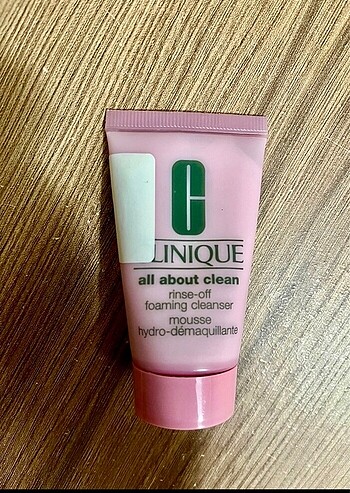 C
CLINIQUE
all about clean
rinse-off
foaming cleanser
mousse
hydro-démaquillante